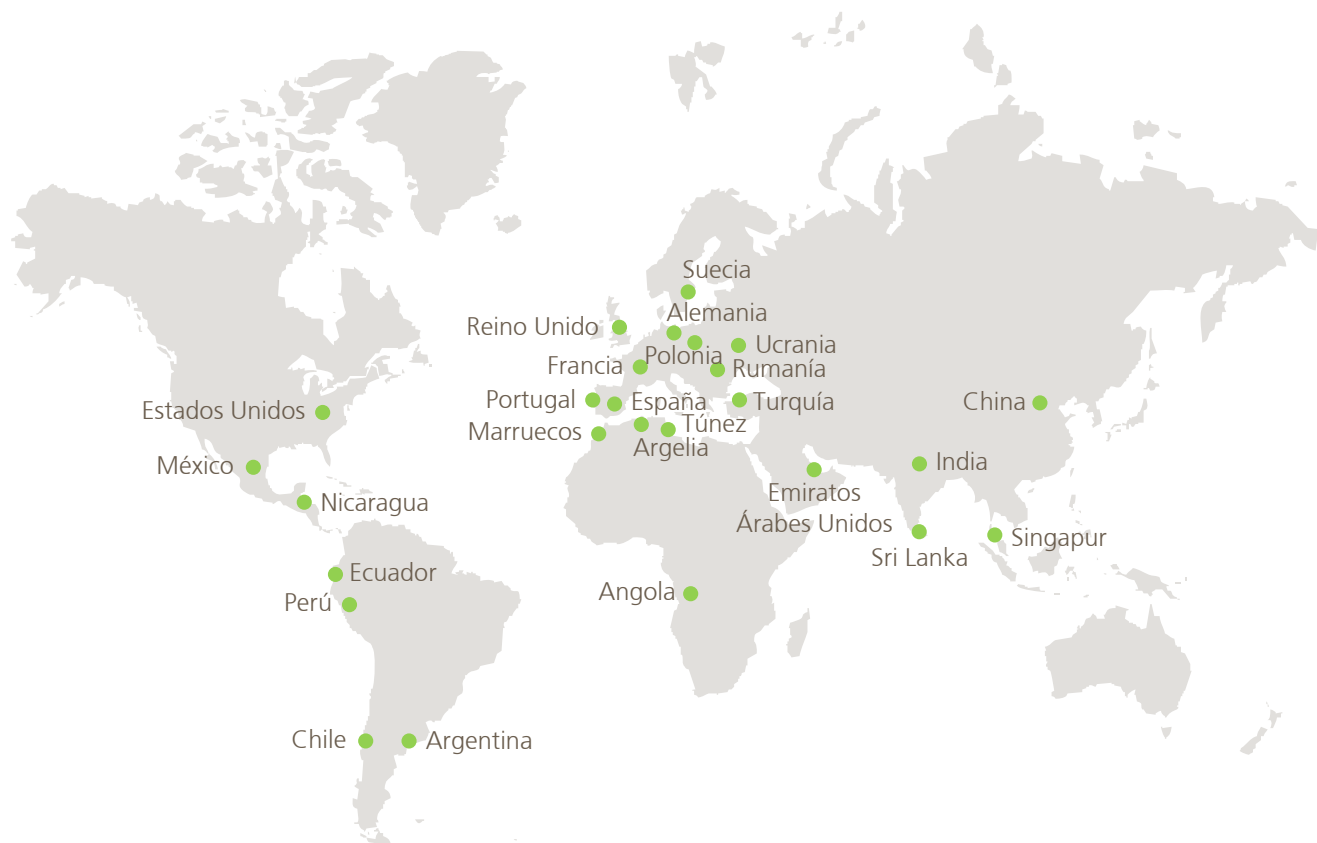 Suecia
Alemania
Reino Unido
Ucrania
Polonia
Francia
Rumanía
Portugal
España
Turquía
China
Estados Unidos
Túnez
Marruecos
Argelia
India
México
Emiratos
Árabes Unidos
Nicaragua
Singapur
Sri Lanka
Ecuador
Angola
Perú
Chile
Argentina